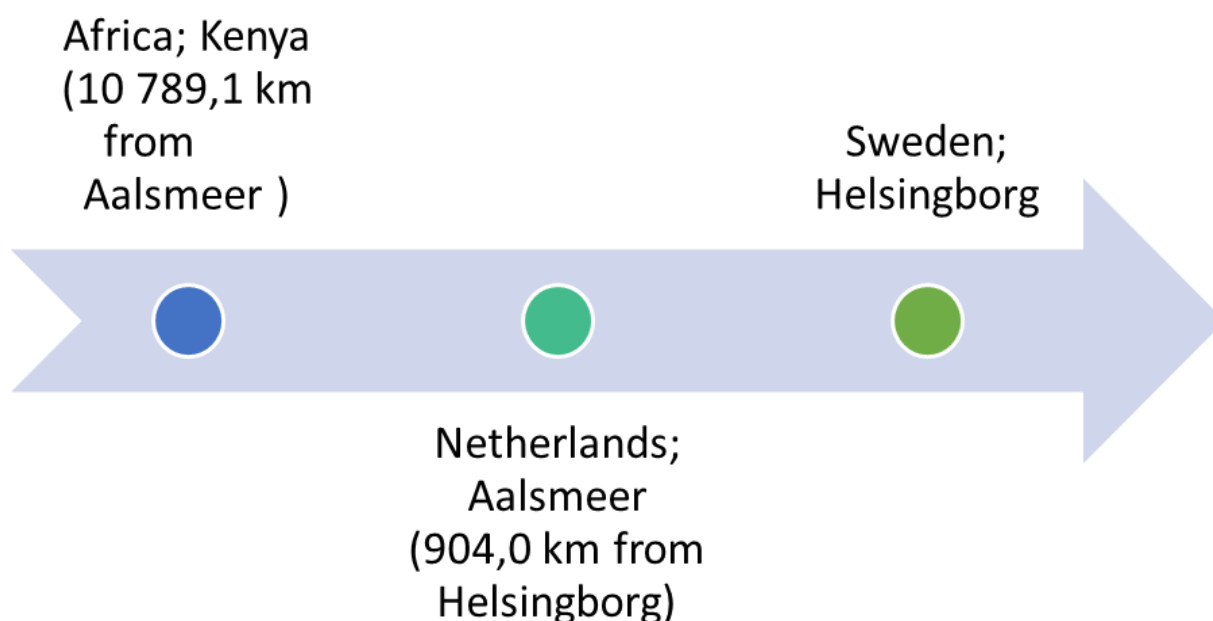 Africa; Kenya
(10 789,1 km
from
Aalsmeer )
Netherlands;
Aalsmeer
(904,0 km from
Helsingborg)
Sweden;
Helsingborg